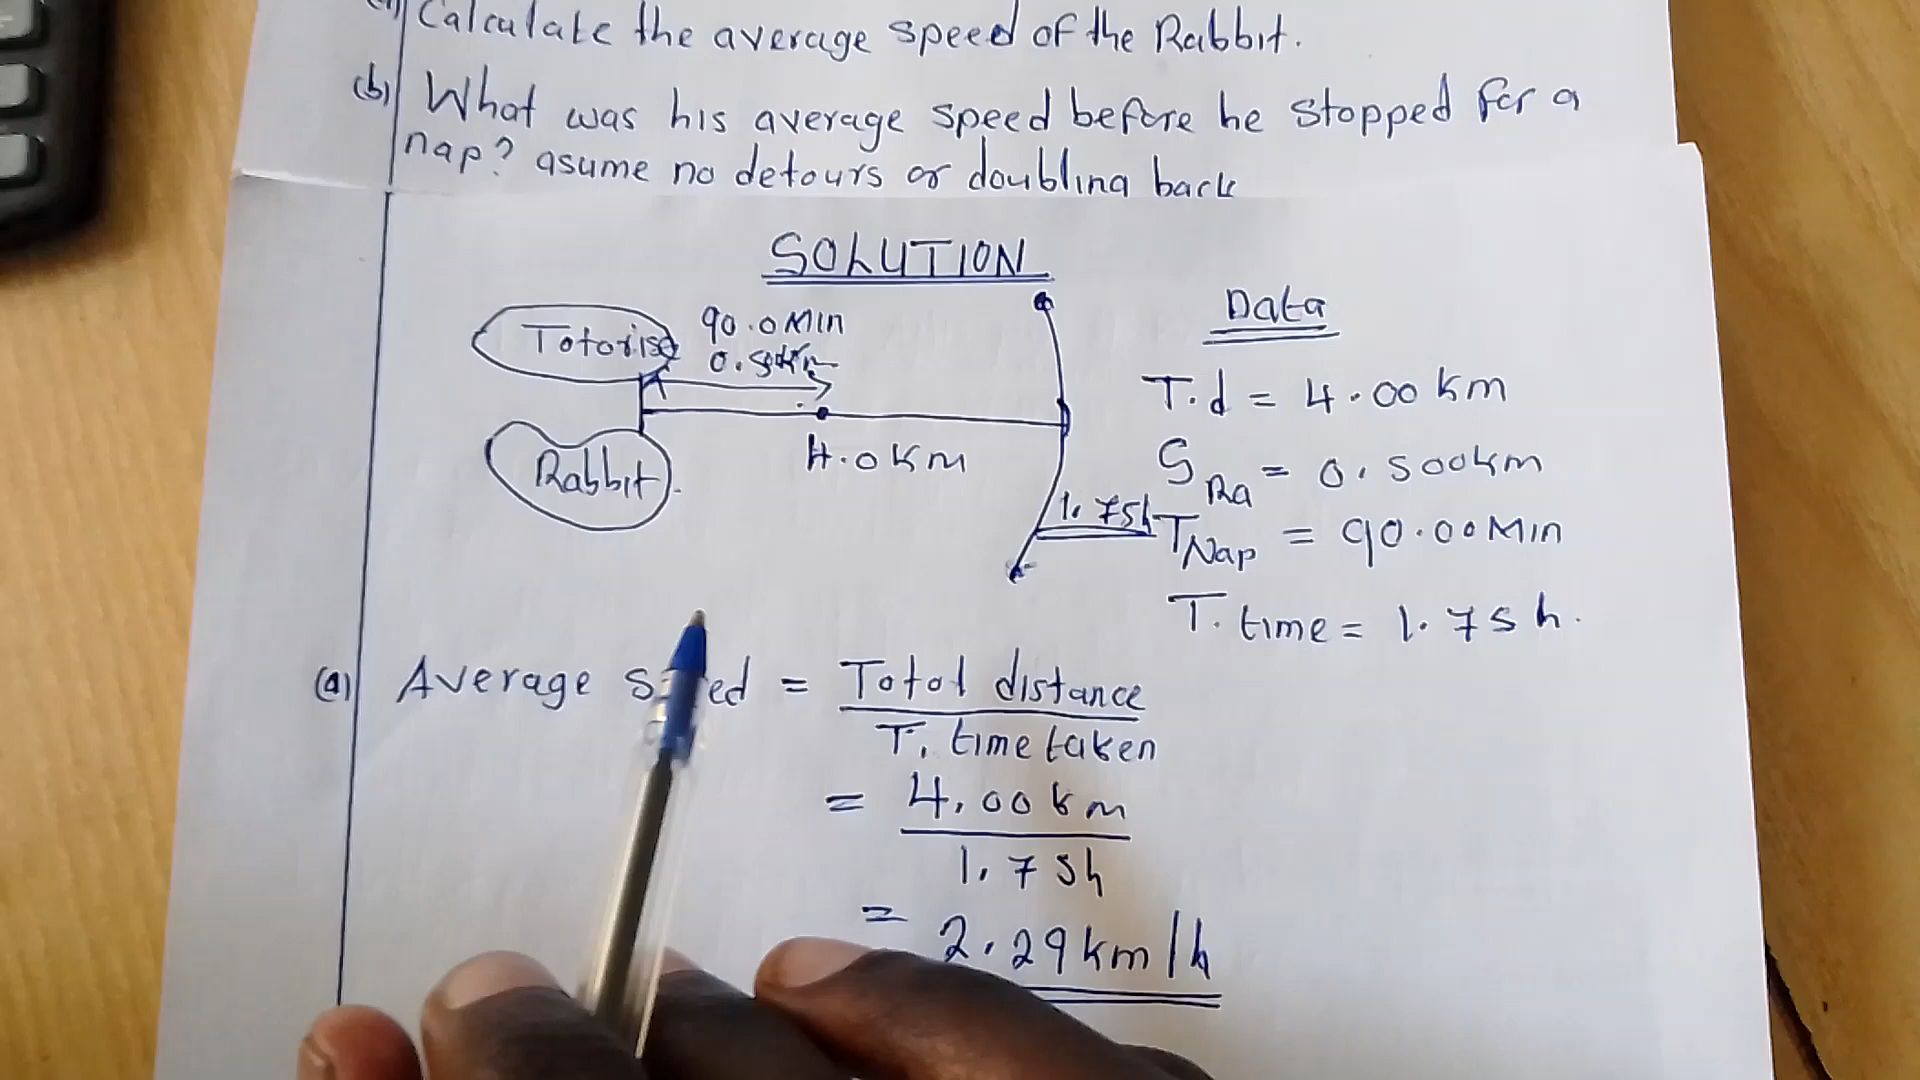 Calculate the average speed of the Rabbit.
(b) What was his average speed before he stopped for a
nap? asume no detours or doubling back
SOLUTION
Totorise 90.0 Min
0.50km
Rabbit
4.0 KM
1.75h
Data
T.d = 4.00 km
S Ra = 0.500km
T Nap = 90.00 Min
T. time = 1.75 h.
(a) Average = Total distance
T. time taken
= 4.00 km
1.75h
= 2.29 km/h